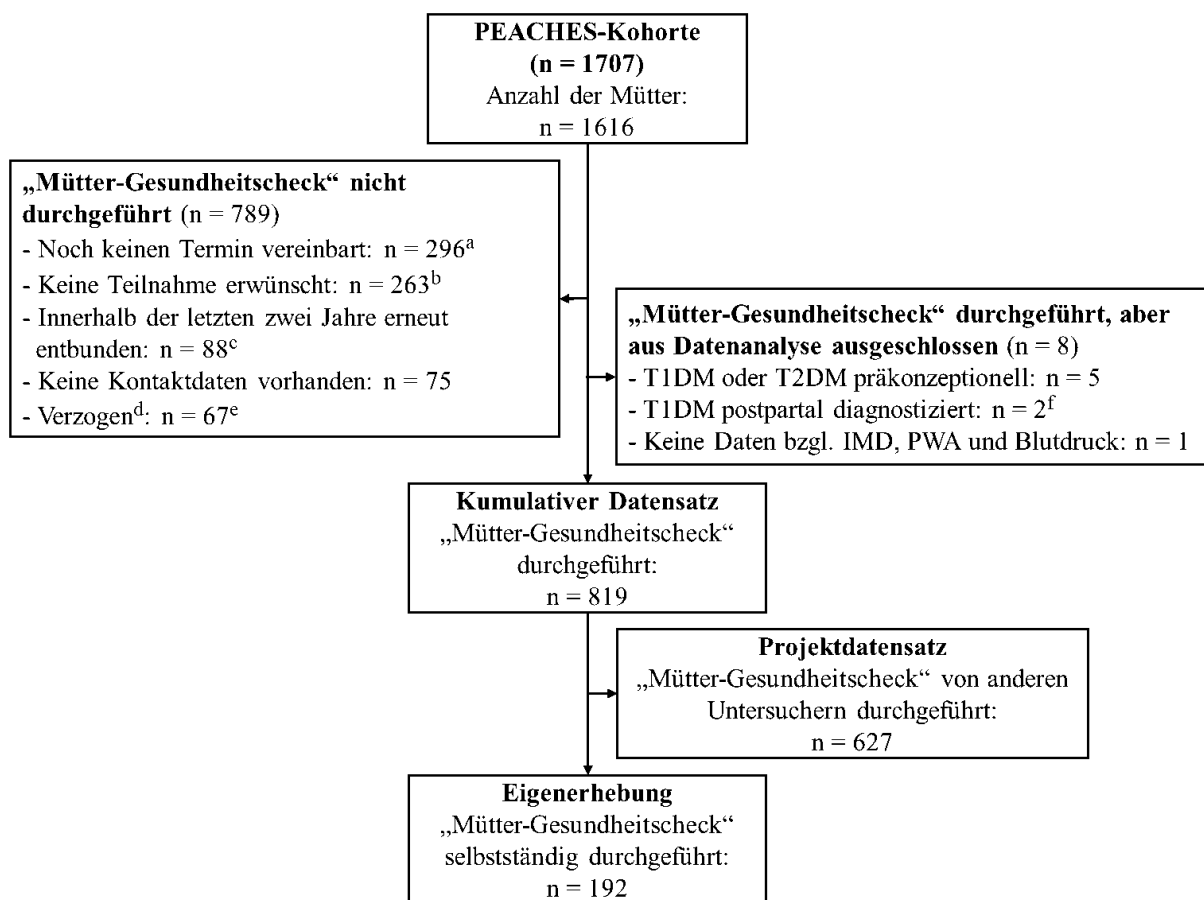 PEACHES-Kohorte
(n = 1707)
Anzahl der Mütter:
n = 1616
„Mütter-Gesundheitscheck“ nicht
durchgeführt (n = 789)
- Noch keinen Termin vereinbart: n = 296ᵃ
- Keine Teilnahme erwünscht: n = 263ᵇ
- Innerhalb der letzten zwei Jahre erneut
entbunden: n = 88ᶜ
- Keine Kontaktdaten vorhanden: n = 75
- Verzogenᵈ: n = 67ᵉ
„Mütter-Gesundheitscheck“ durchgeführt, aber
aus Datenanalyse ausgeschlossen (n = 8)
- T1DM oder T2DM präkonzeptionell: n = 5
- T1DM postpartal diagnostiziert: n = 2ᶠ
- Keine Daten bzgl. IMD, PWA und Blutdruck: n = 1
Kumulativer Datensatz
„Mütter-Gesundheitscheck“
durchgeführt:
n = 819
Projektdatensatz
„Mütter-Gesundheitscheck“ von anderen
Untersuchern durchgeführt:
n = 627
Eigenerhebung
„Mütter-Gesundheitscheck“
selbstständig durchgeführt:
n = 192